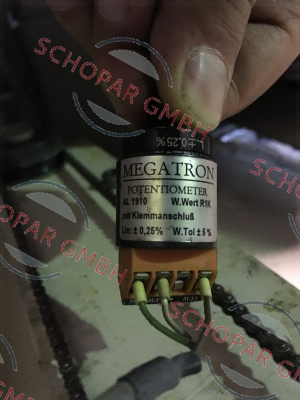 SCHOPAR GMBH
± 0,25%
MEGATRON
POTENTIOMETER
AL 1910 W.Wert R1K
mit Klemmanschluß
Lin: ± 0,25% W.Tol ± 5 %
SCHOPAR GMBH
SCHOPAR GMBH